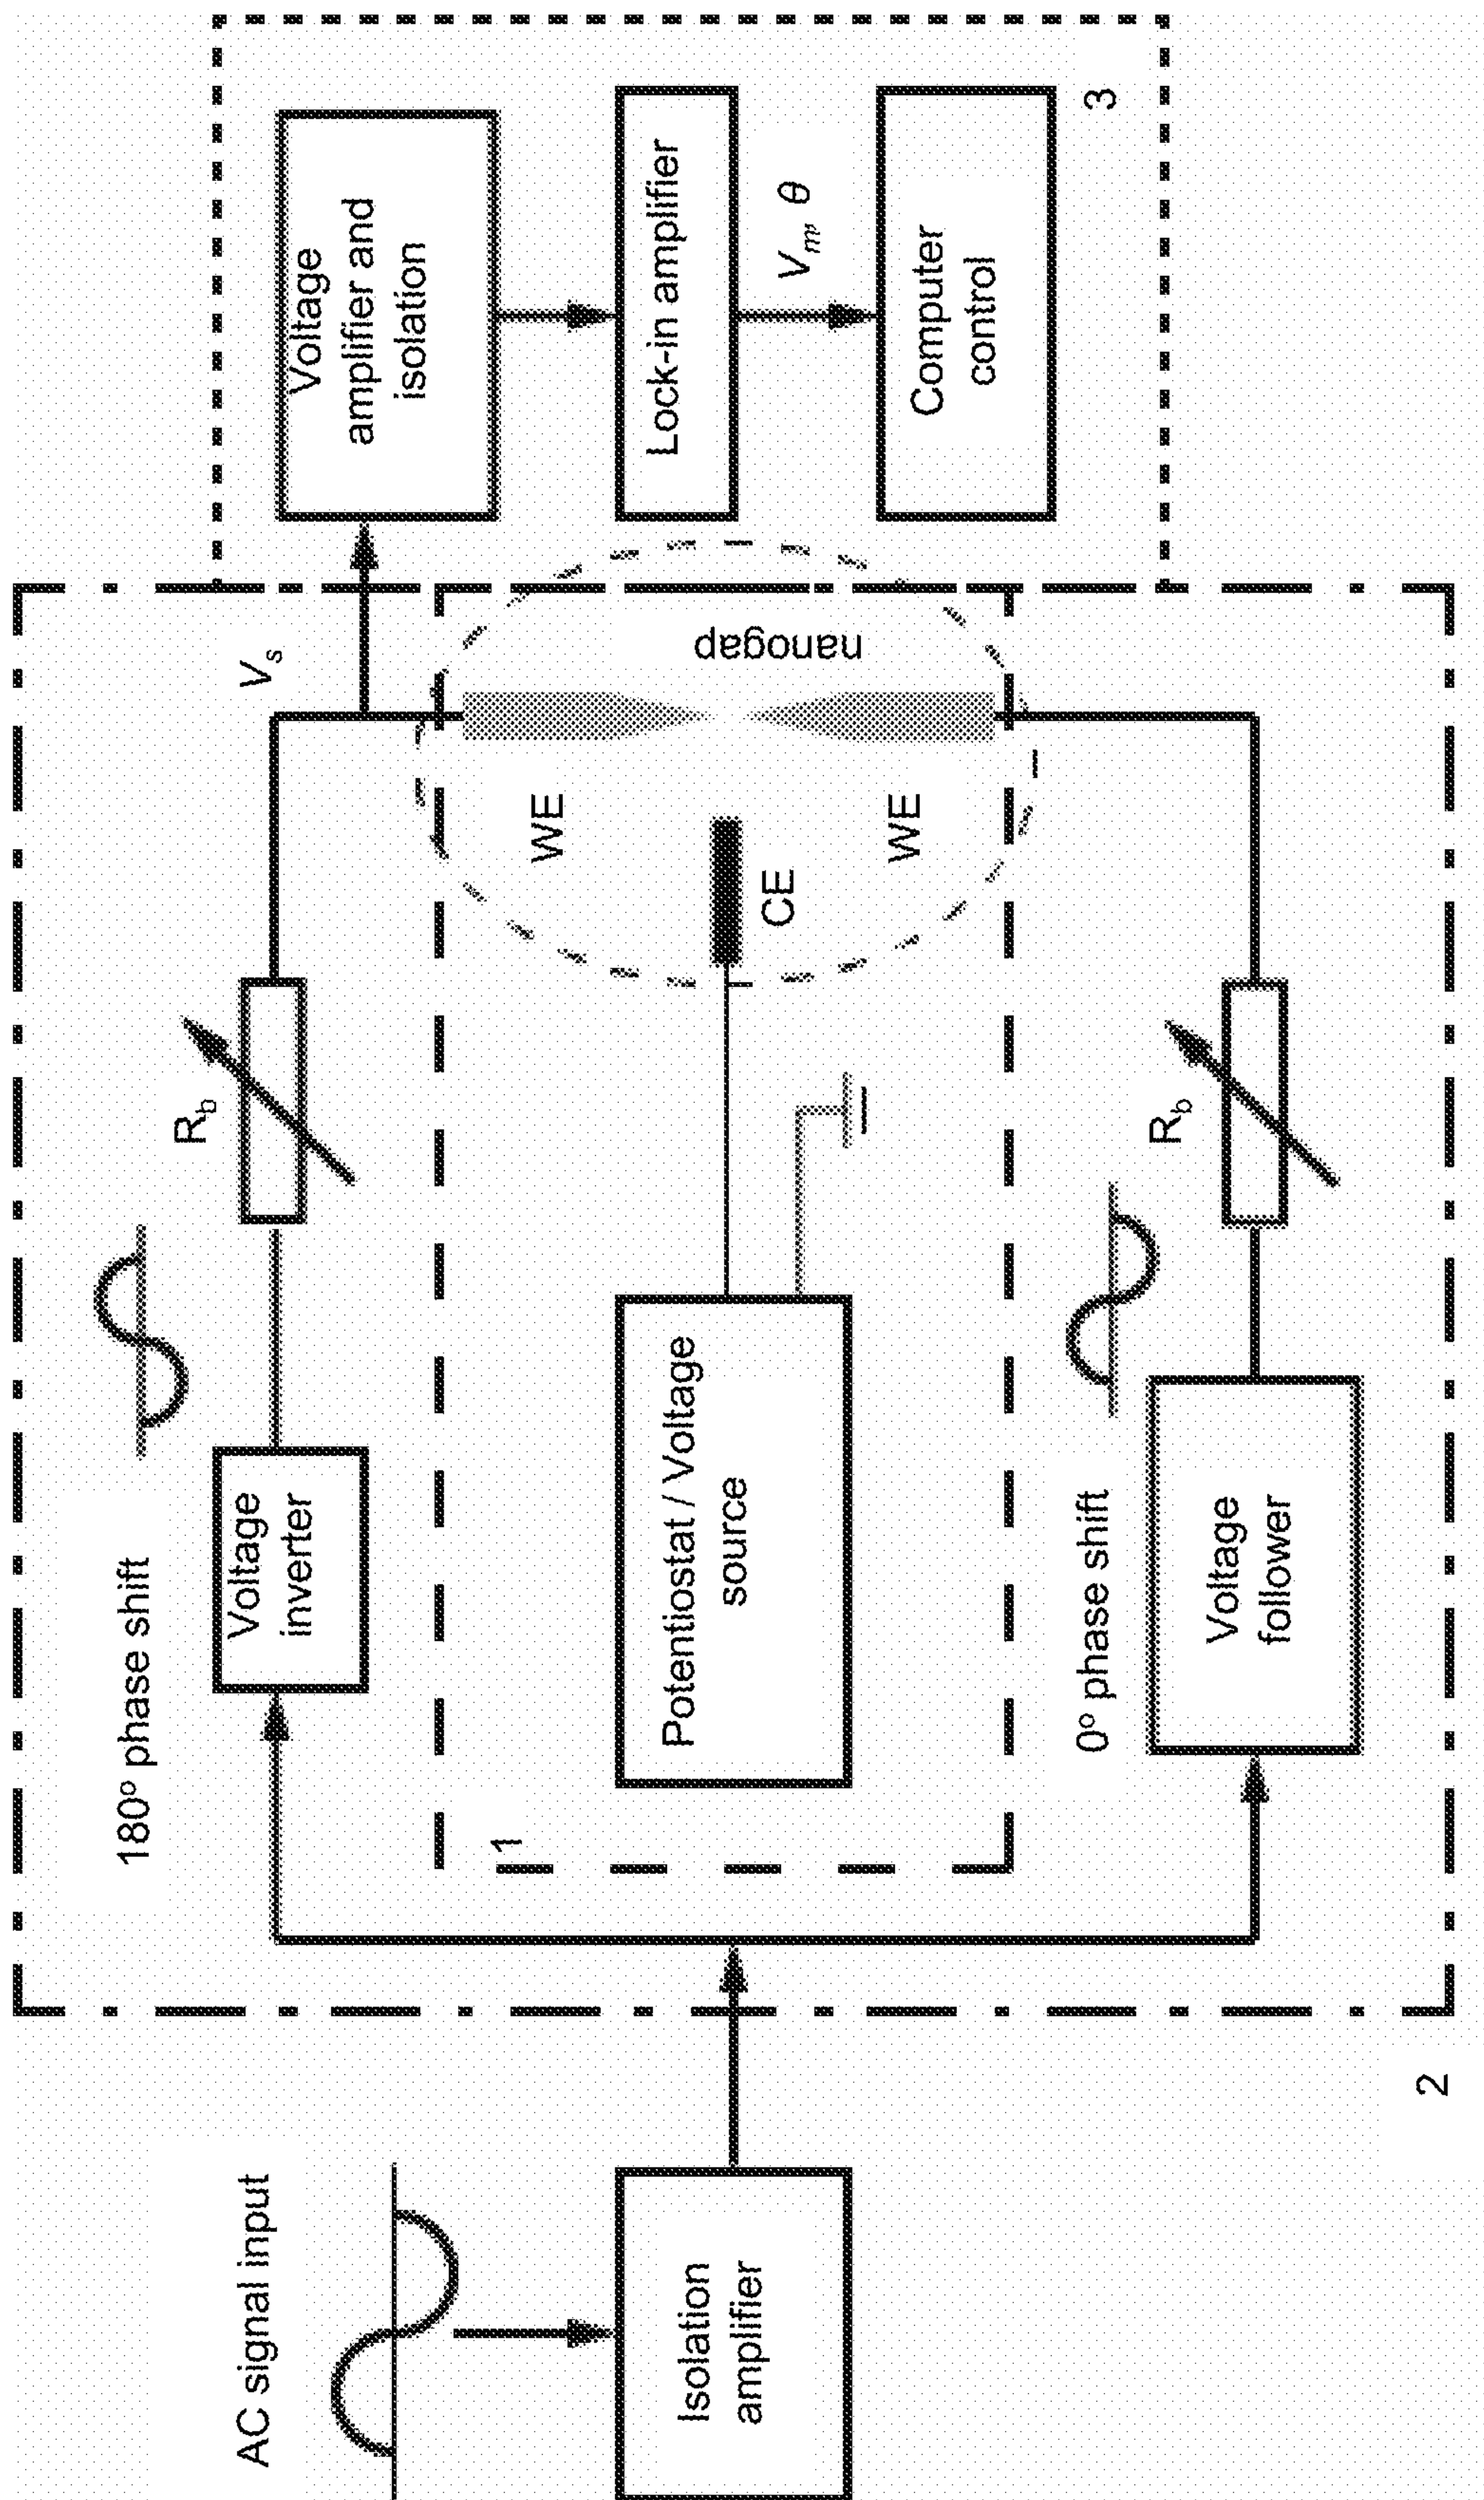 AC signal input
Isolation
amplifier
2
180° phase shift
Voltage
inverter
R_b
V_s
1
Potentiostat / Voltage
source
CE
WE
WE
nanogap
0° phase shift
Voltage
follower
R_b
Voltage
amplifier and
isolation
Lock-in amplifier
V_m, θ
Computer
control
3